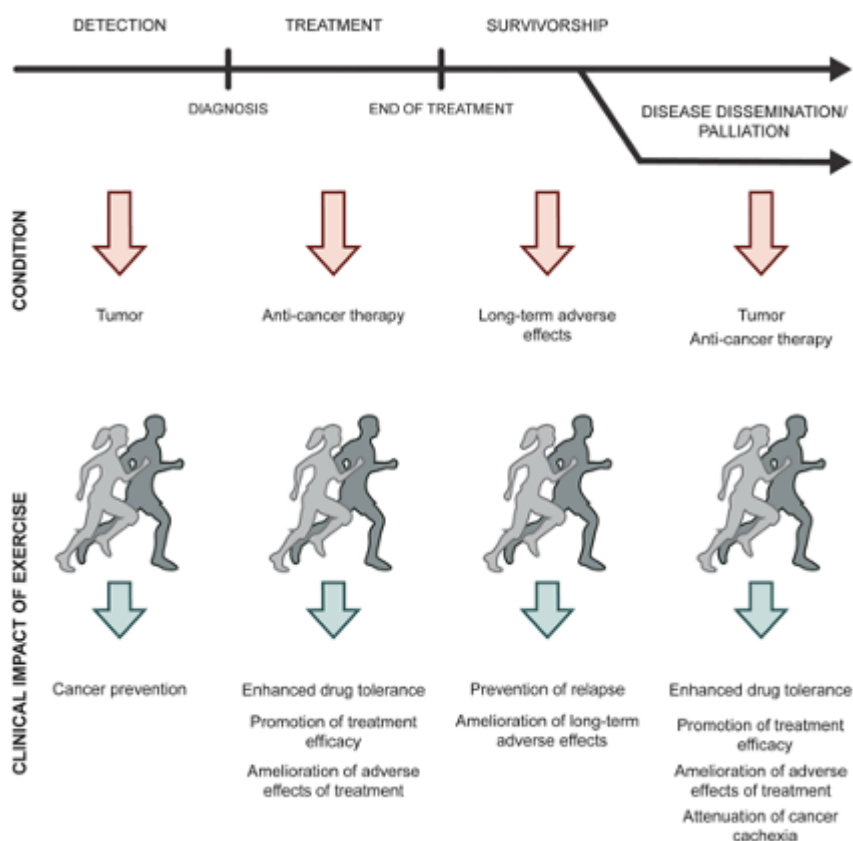 DETECTION
TREATMENT
SURVIVORSHIP
DIAGNOSIS
END OF TREATMENT
DISEASE DISSEMINATION/
PALLIATION
CONDITION
Tumor
Anti-cancer therapy
Long-term adverse
effects
Tumor
Anti-cancer therapy
CLINICAL IMPACT OF EXERCISE
Cancer prevention
Enhanced drug tolerance
Promotion of treatment
efficacy
Amelioration of adverse
effects of treatment
Prevention of relapse
Amelioration of long-term
adverse effects
Enhanced drug tolerance
Promotion of treatment
efficacy
Amelioration of adverse
effects of treatment
Attenuation of cancer
cachexia